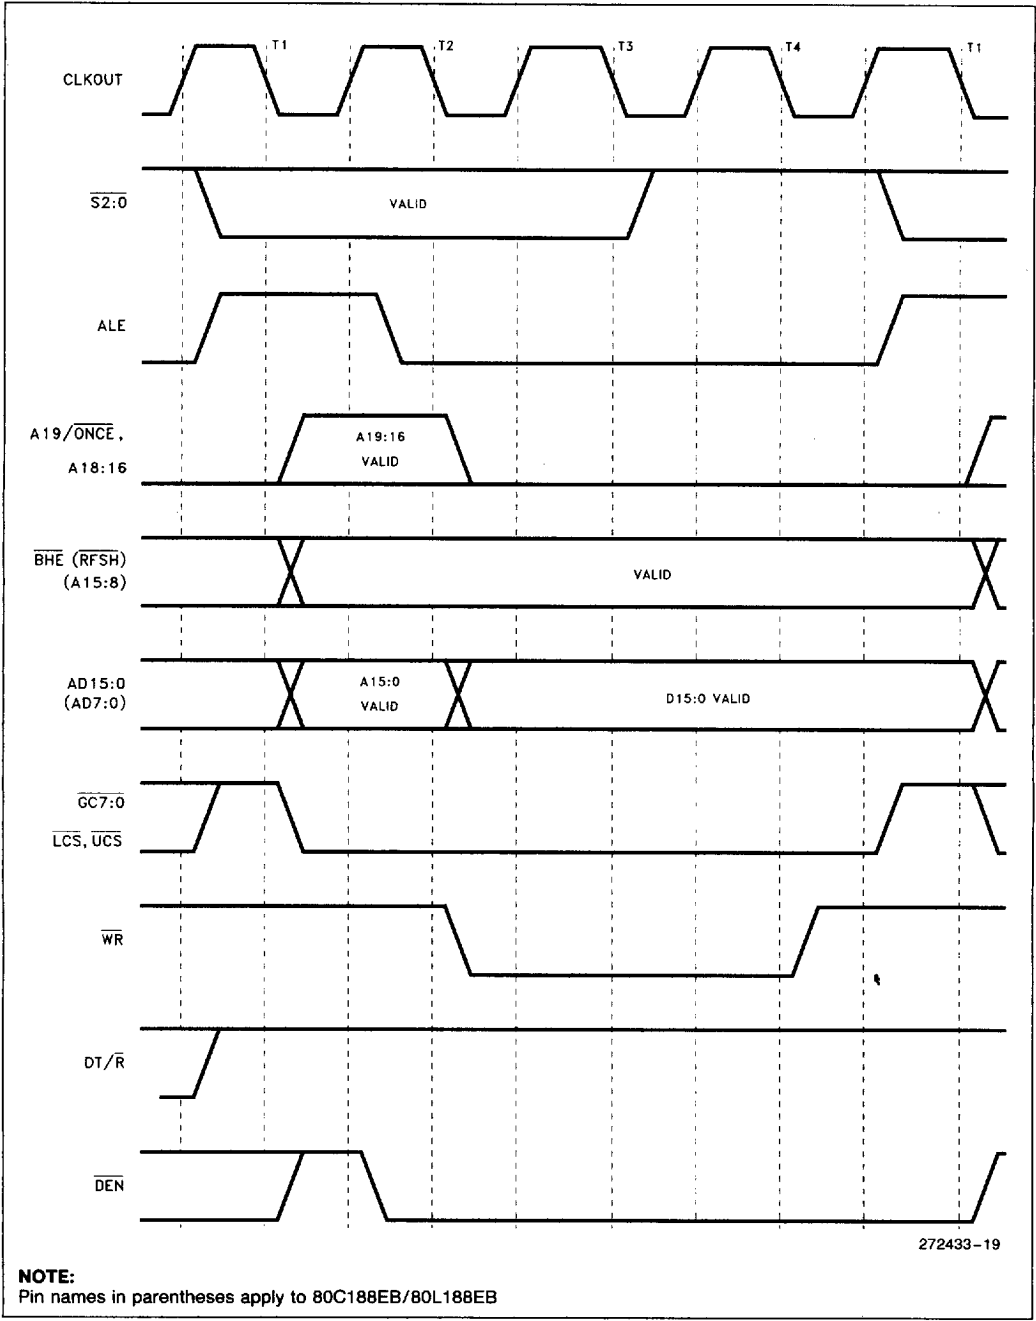 T1 T2 T3 T4 T1
CLKOUT
S2:0
VALID
ALE
A19/ONCE,
A18:16
A19:16
VALID
BHE (RFSH)
(A15:8)
VALID
AD15:0
(AD7:0)
A15:0
VALID
D15:0 VALID
GC7:0
LCS, UCS
WR
DT/R
DEN
272433-19
NOTE:
Pin names in parentheses apply to 80C188EB/80L188EB